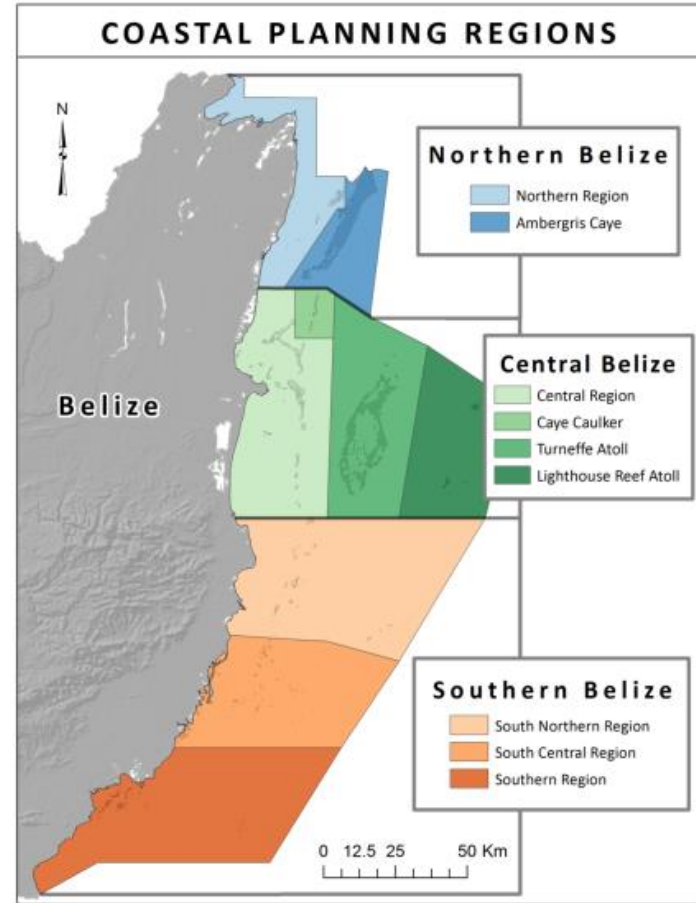 COASTAL PLANNING REGIONS
N
Northern Belize
Northern Region
Ambergris Caye
Belize
Central Belize
Central Region
Caye Caulker
Turneffe Atoll
Lighthouse Reef Atoll
Southern Belize
South Northern Region
South Central Region
Southern Region
0 12.5 25 50 Km